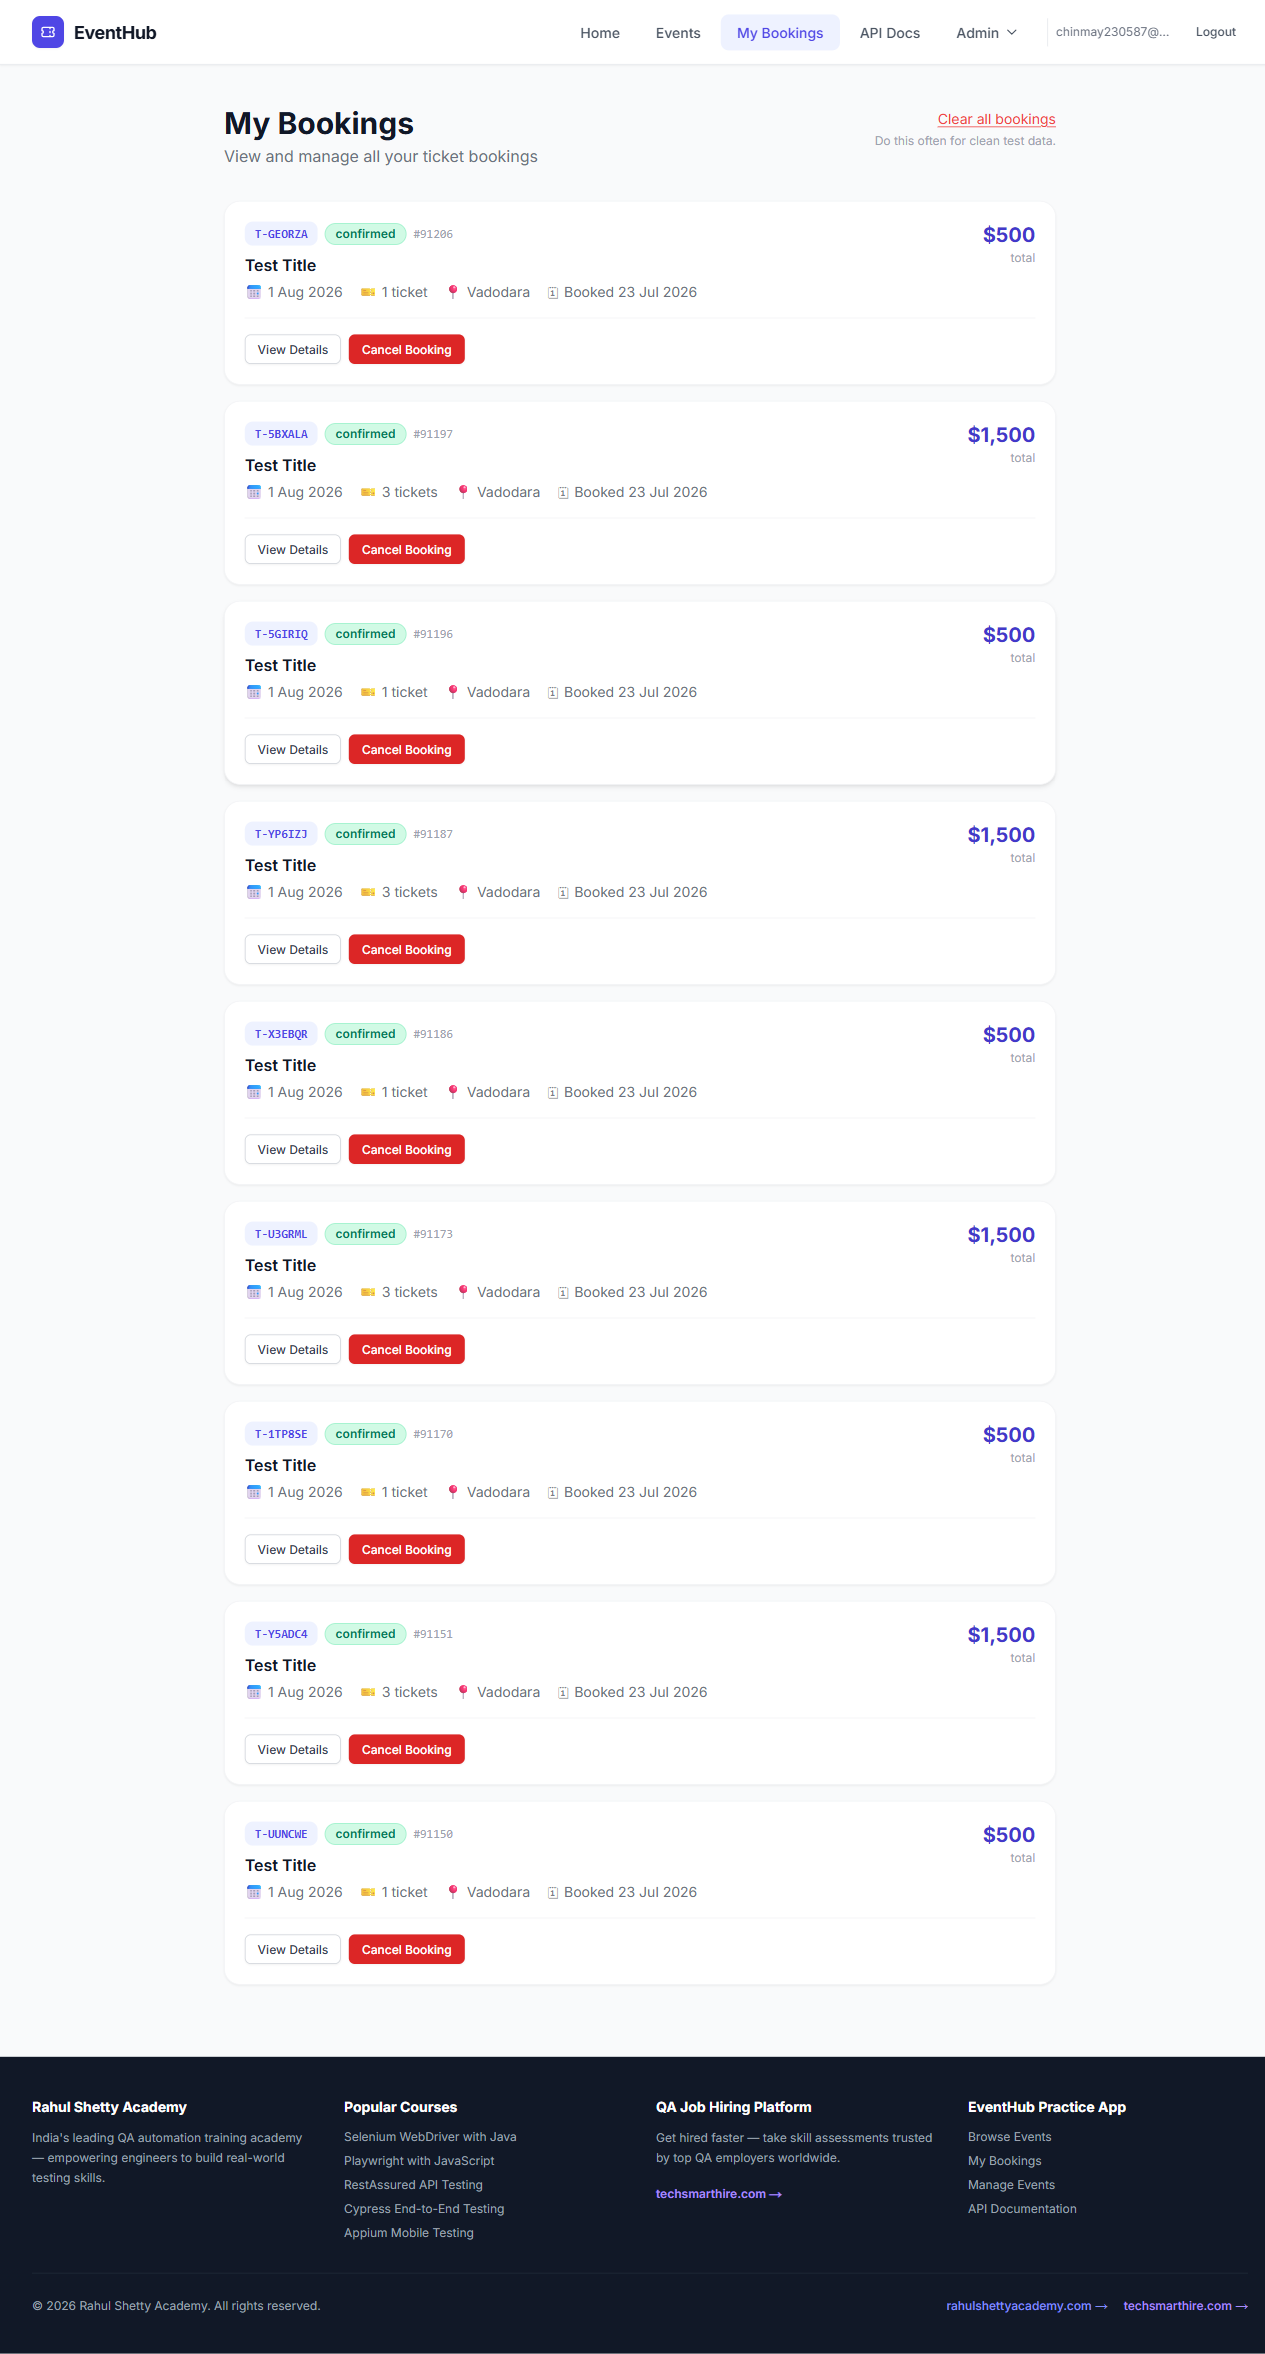 EventHub
Home Events My Bookings API Docs Admin chinmay230587@... Logout
My Bookings
View and manage all your ticket bookings
Clear all bookings
Do this often for clean test data.
T-GEORZA confirmed #91206
$500
total
Test Title
1 Aug 2026 1 ticket Vadodara Booked 23 Jul 2026
View Details Cancel Booking
T-5BXALA confirmed #91197
$1,500
total
Test Title
1 Aug 2026 3 tickets Vadodara Booked 23 Jul 2026
View Details Cancel Booking
T-5GIRIQ confirmed #91196
$500
total
Test Title
1 Aug 2026 1 ticket Vadodara Booked 23 Jul 2026
View Details Cancel Booking
T-YP6IZJ confirmed #91187
$1,500
total
Test Title
1 Aug 2026 3 tickets Vadodara Booked 23 Jul 2026
View Details Cancel Booking
T-X3EBQR confirmed #91186
$500
total
Test Title
1 Aug 2026 1 ticket Vadodara Booked 23 Jul 2026
View Details Cancel Booking
T-U3GRML confirmed #91173
$1,500
total
Test Title
1 Aug 2026 3 tickets Vadodara Booked 23 Jul 2026
View Details Cancel Booking
T-1TP8SE confirmed #91170
$500
total
Test Title
1 Aug 2026 1 ticket Vadodara Booked 23 Jul 2026
View Details Cancel Booking
T-Y5ADC4 confirmed #91151
$1,500
total
Test Title
1 Aug 2026 3 tickets Vadodara Booked 23 Jul 2026
View Details Cancel Booking
T-UUNCWE confirmed #91150
$500
total
Test Title
1 Aug 2026 1 ticket Vadodara Booked 23 Jul 2026
View Details Cancel Booking
Rahul Shetty Academy
India's leading QA automation training academy
— empowering engineers to build real-world
testing skills.
Popular Courses
Selenium WebDriver with Java
Playwright with JavaScript
RestAssured API Testing
Cypress End-to-End Testing
Appium Mobile Testing
QA Job Hiring Platform
Get hired faster — take skill assessments trusted
by top QA employers worldwide.
techsmarthire.com →
EventHub Practice App
Browse Events
My Bookings
Manage Events
API Documentation
© 2026 Rahul Shetty Academy. All rights reserved.
rahulshettyacademy.com → techsmarthire.com →